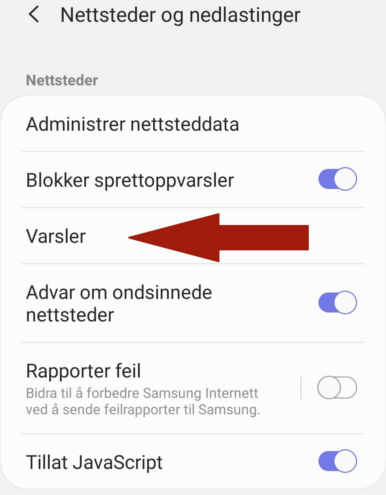 Nettsteder og nedlastinger
Nettsteder
Administrer nettsteddata
Blokker sprettoppvarsler
Varsler
Advar om ondsinnede
nettsteder
Rapporter feil
Bidra til å forbedre Samsung Internett
ved å sende feilrapporter til Samsung.
Tillat JavaScript